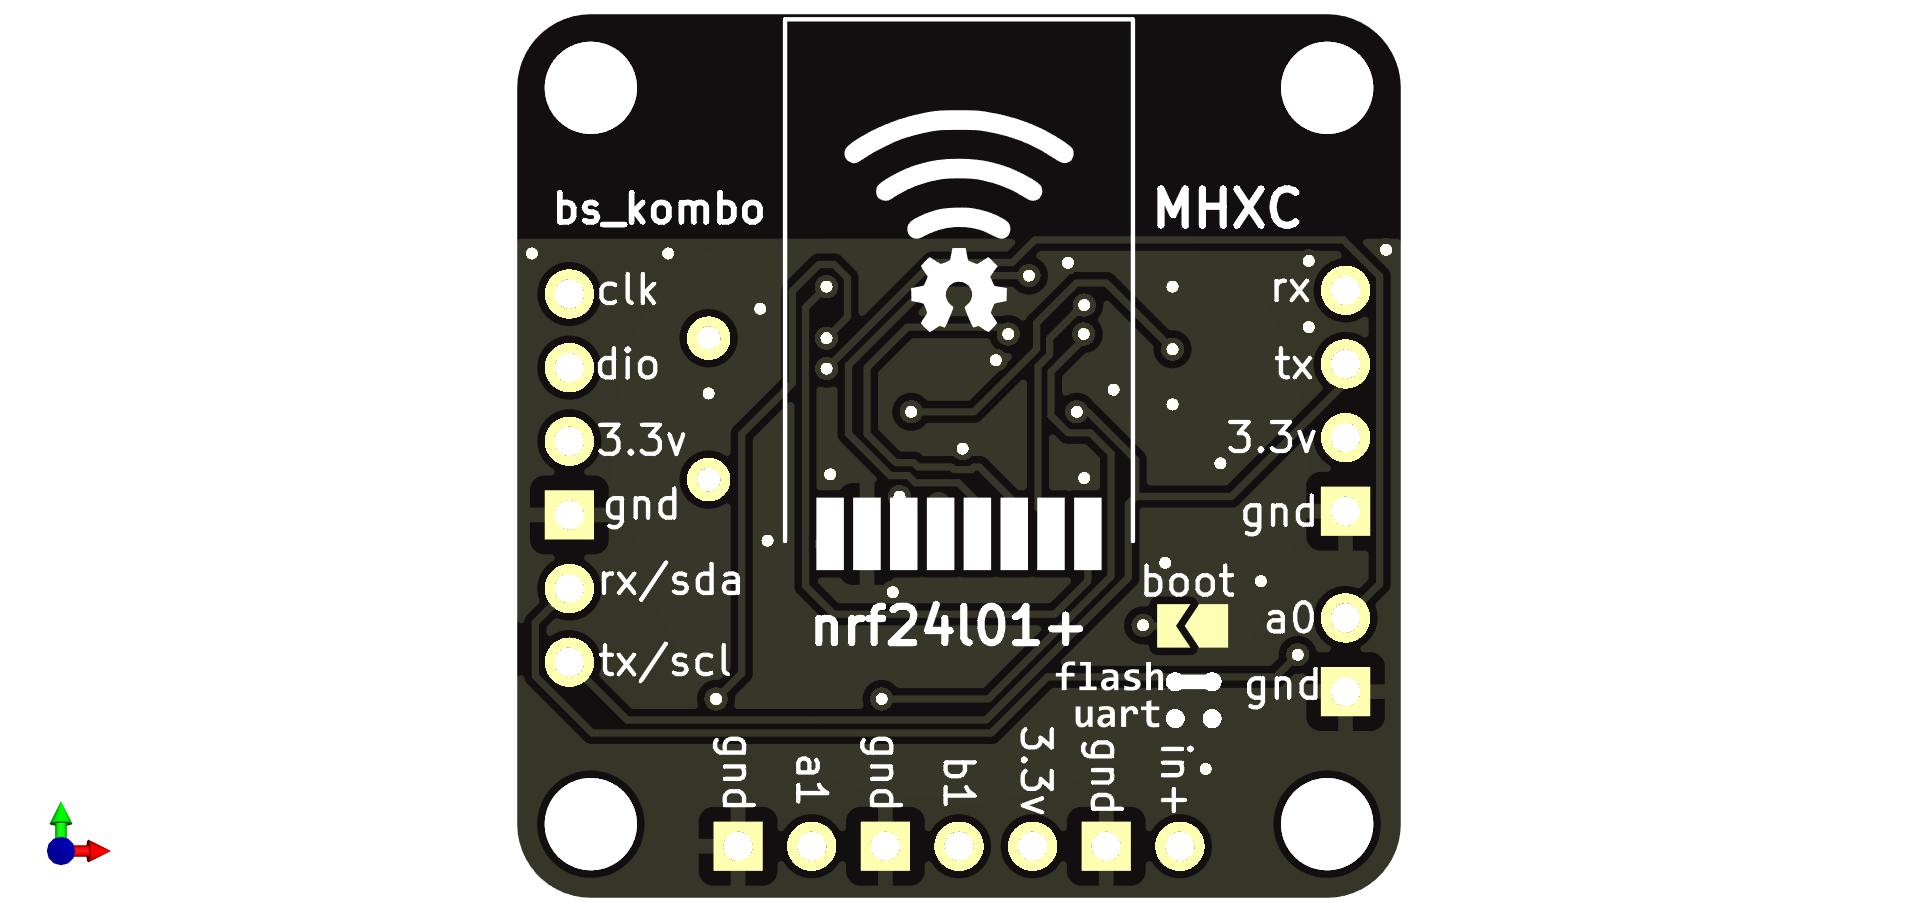 bs_kombo
MHXC
clk
dio
3.3v
gnd
rx/sda
tx/scl
rx
tx
3.3v
gnd
a0
gnd
nrf24l01+
boot
flash
uart
gnd
a1
gnd
b1
3.3v
gnd
in+